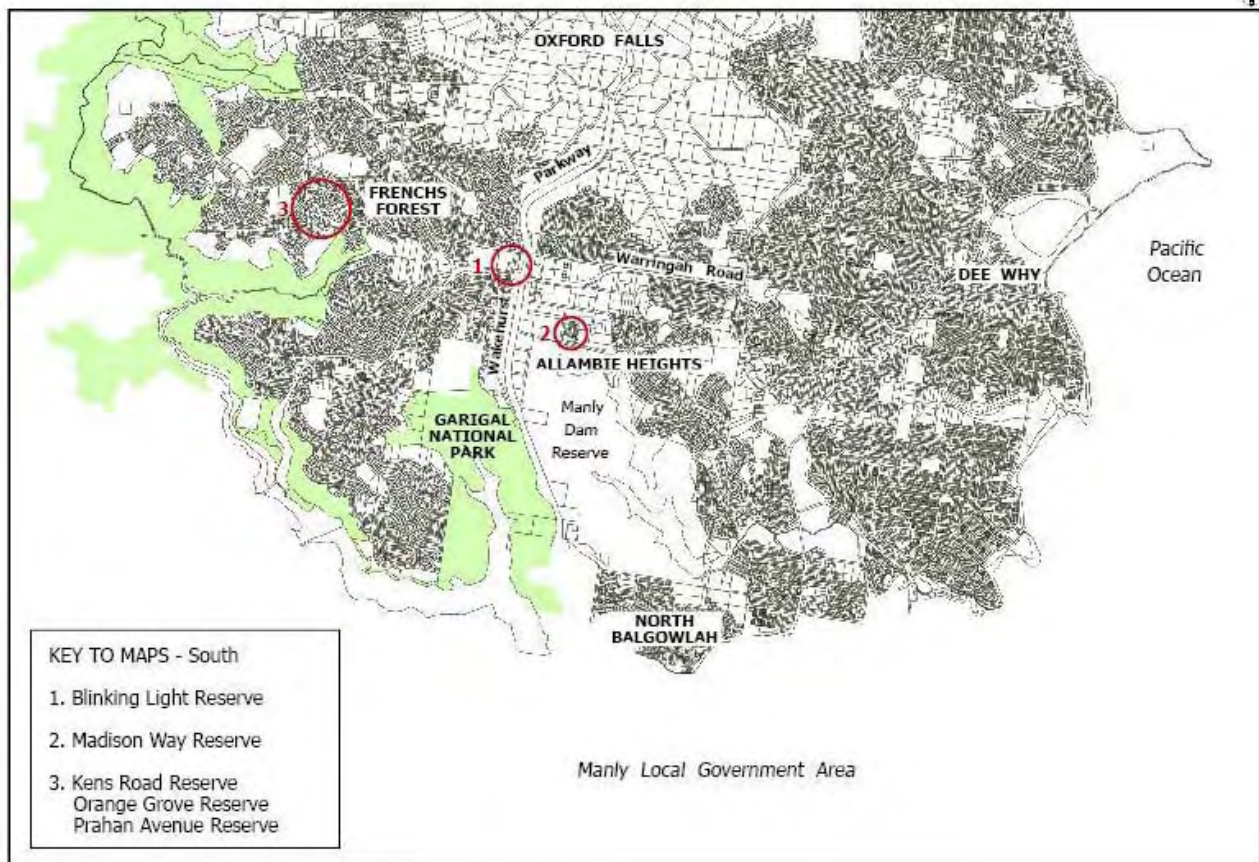 OXFORD FALLS
Parkway
FRENCHS
FOREST
3
Pacific
Ocean
1
Warringah Road
DEE WHY
Wakehurst
2
ALLAMBIE HEIGHTS
GARIGAL
NATIONAL
PARK
Manly
Dam
Reserve
NORTH
BALGOWLAH
KEY TO MAPS - South
1. Blinking Light Reserve
2. Madison Way Reserve
3. Kens Road Reserve
Orange Grove Reserve
Prahan Avenue Reserve
Manly Local Government Area